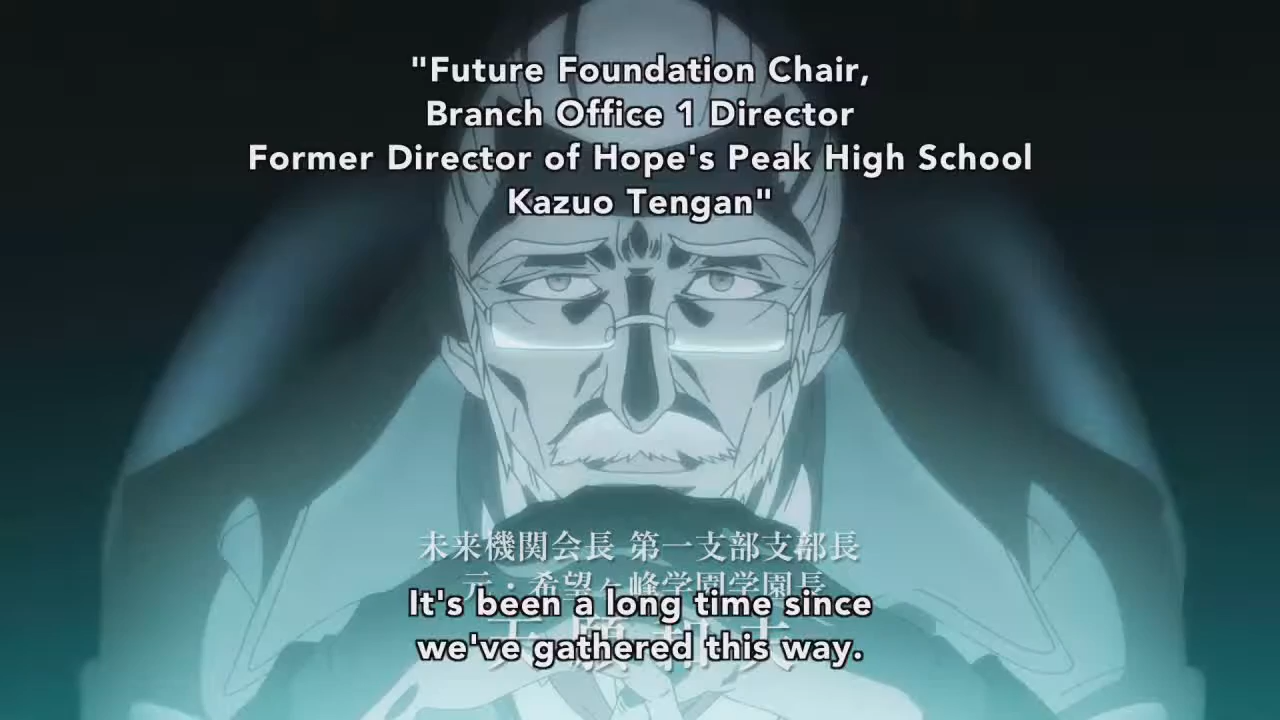 "Future Foundation Chair,
Branch Office 1 Director
Former Director of Hope's Peak High School
Kazuo Tengan"
未来機関会長 第一支部支部長
元・希望ヶ峰学園学園長
It's been a long time since
we've gathered this way.